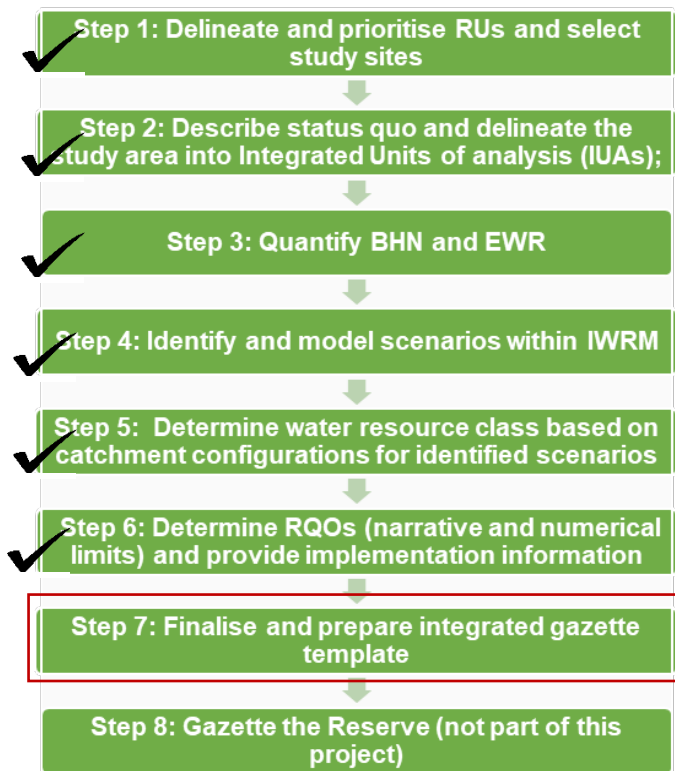 Step 1: Delineate and prioritise RUs and select
study sites
Step 2: Describe status quo and delineate the
study area into Integrated Units of analysis (IUAs);
Step 3: Quantify BHN and EWR
Step 4: Identify and model scenarios within IWRM
Step 5: Determine water resource class based on
catchment configurations for identified scenarios
Step 6: Determine RQOs (narrative and numerical
limits) and provide implementation information
Step 7: Finalise and prepare integrated gazette
template
Step 8: Gazette the Reserve (not part of this
project)